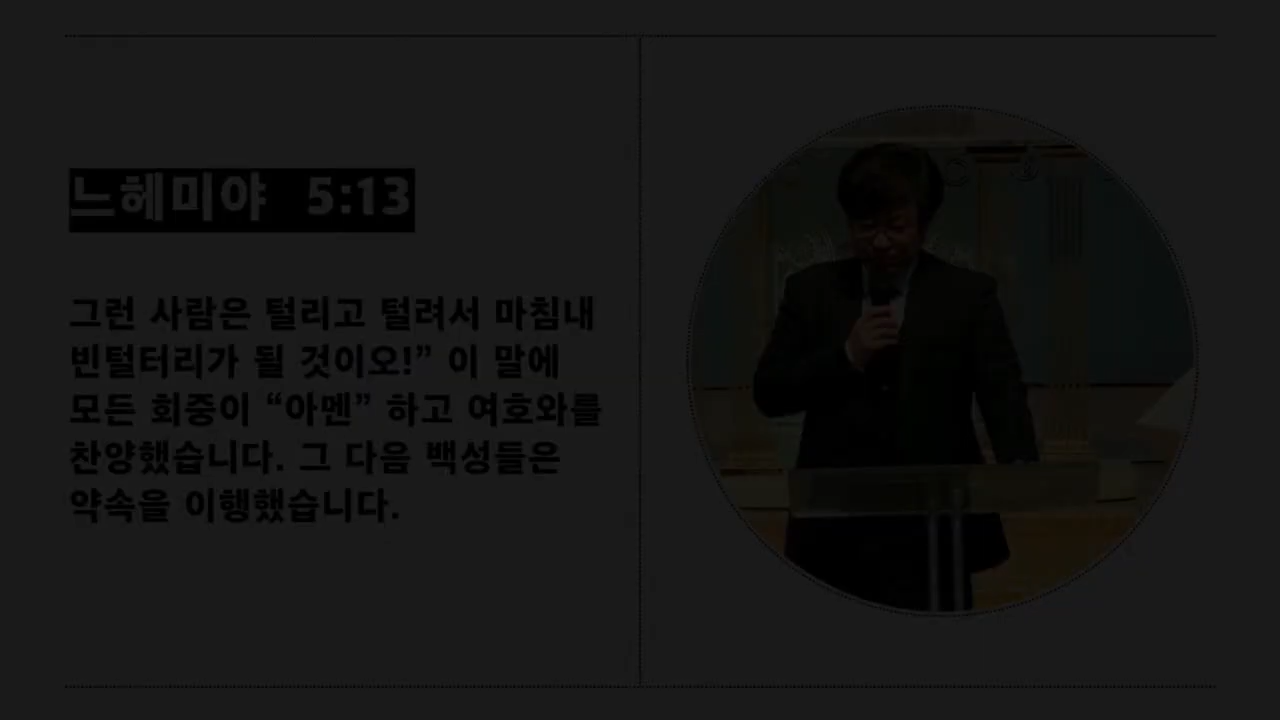 느헤미야 5:13
그런 사람은 털리고 털려서 마침내
빈털터리가 될 것이오!” 이 말에
모든 회중이 “아멘” 하고 여호와를
찬양했습니다. 그 다음 백성들은
약속을 이행했습니다.